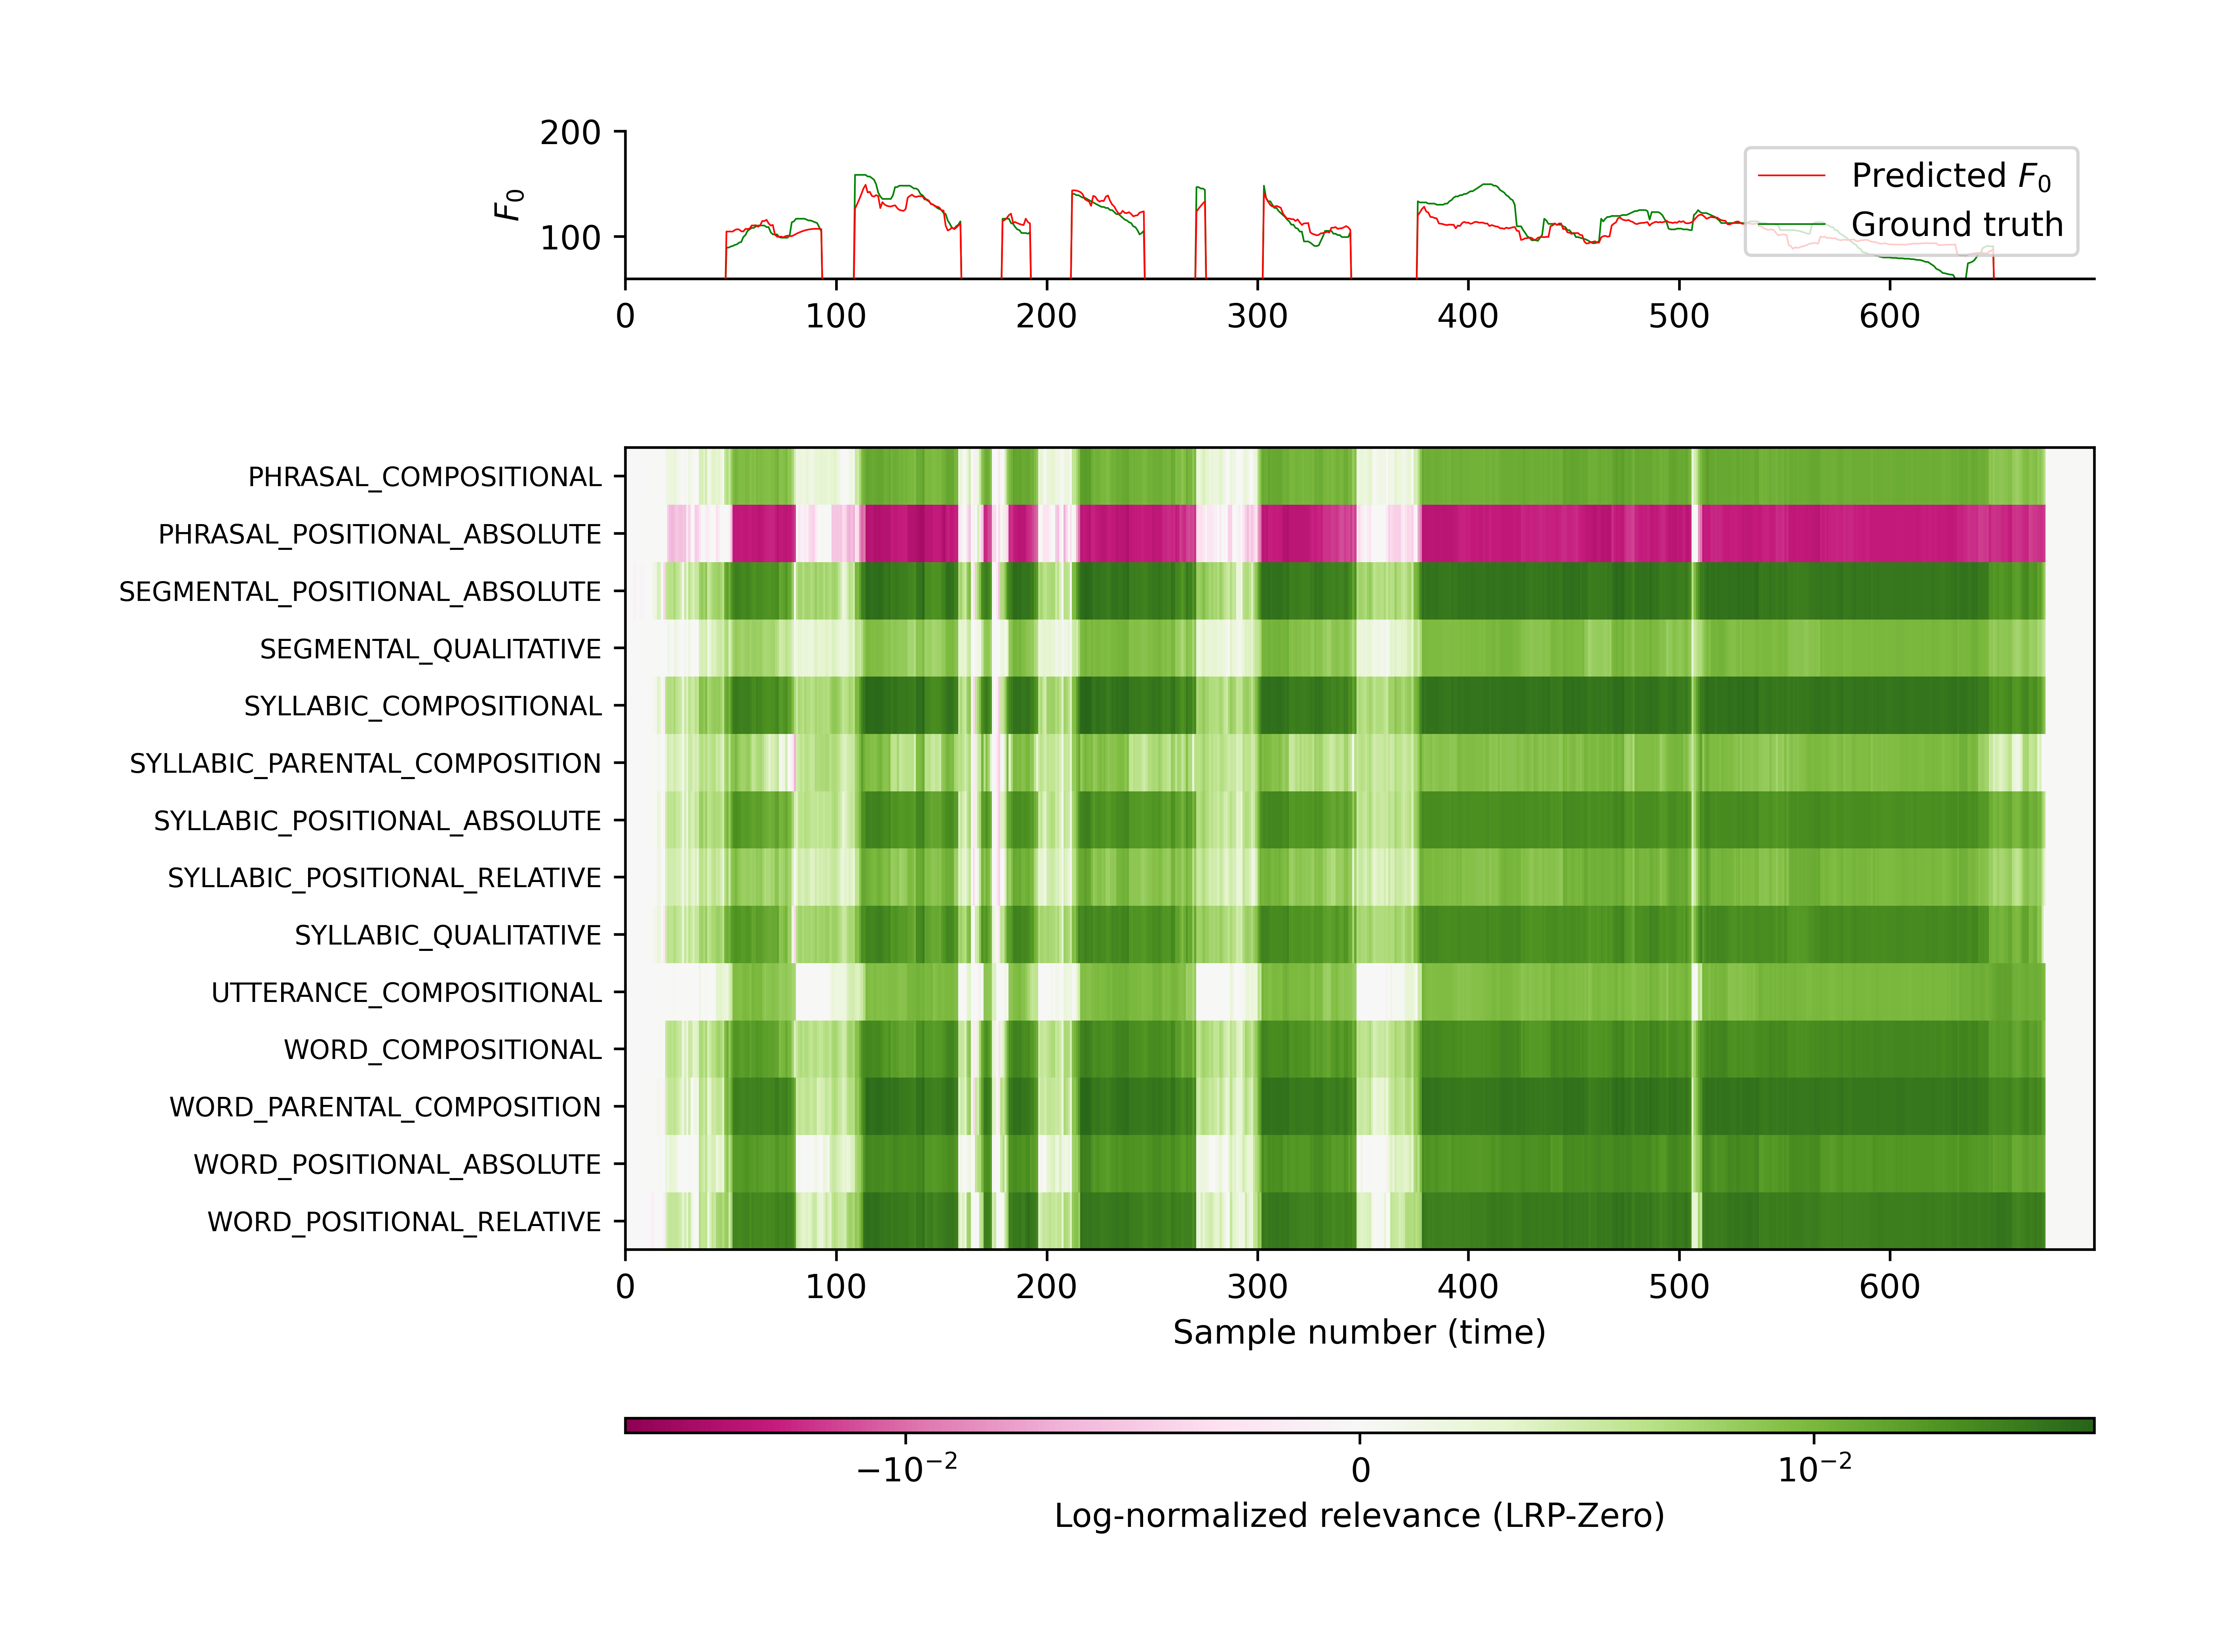 200
100
F₀
Predicted F₀
Ground truth
0 100 200 300 400 500 600
PHRASAL_COMPOSITIONAL
PHRASAL_POSITIONAL_ABSOLUTE
SEGMENTAL_POSITIONAL_ABSOLUTE
SEGMENTAL_QUALITATIVE
SYLLABIC_COMPOSITIONAL
SYLLABIC_PARENTAL_COMPOSITION
SYLLABIC_POSITIONAL_ABSOLUTE
SYLLABIC_POSITIONAL_RELATIVE
SYLLABIC_QUALITATIVE
UTTERANCE_COMPOSITIONAL
WORD_COMPOSITIONAL
WORD_PARENTAL_COMPOSITION
WORD_POSITIONAL_ABSOLUTE
WORD_POSITIONAL_RELATIVE
0 100 200 300 400 500 600
Sample number (time)
−10⁻² 0 10⁻²
Log-normalized relevance (LRP-Zero)